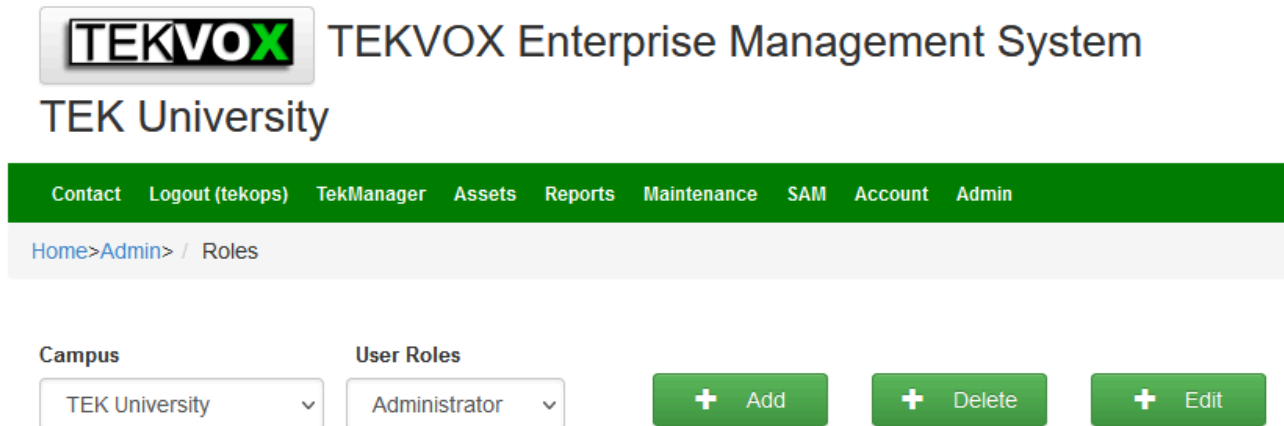 TEKVOX TEKVOX Enterprise Management System
TEK University
Contact Logout (tekops) TekManager Assets Reports Maintenance SAM Account Admin
Home>Admin> / Roles
Campus User Roles
TEK University Administrator + Add + Delete + Edit